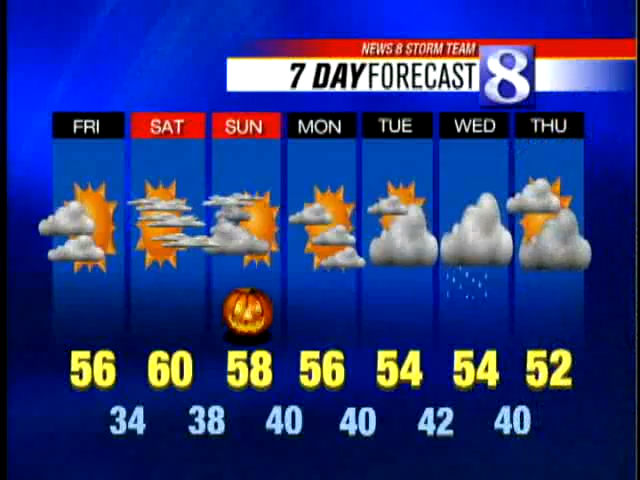 NEWS 8 STORM TEAM
7 DAY FORECAST 8
FRI SAT SUN MON TUE WED THU
56 60 58 56 54 54 52
34 38 40 40 42 40